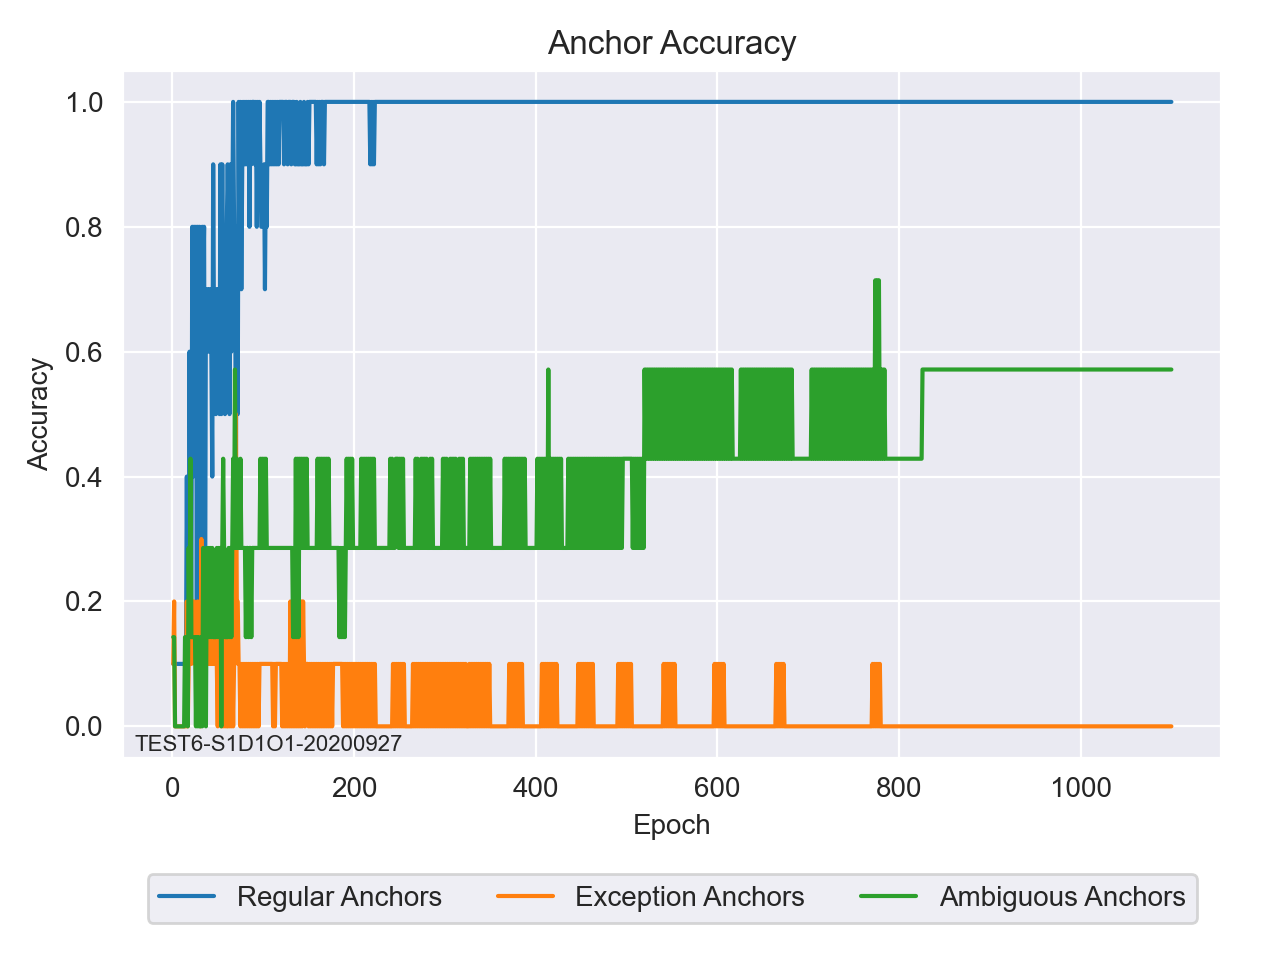 Anchor Accuracy
1.0
0.8
0.6
0.4
0.2
0.0
Accuracy
TEST6-S1D1O1-20200927
0 200 400 600 800 1000
Epoch
Regular Anchors Exception Anchors Ambiguous Anchors